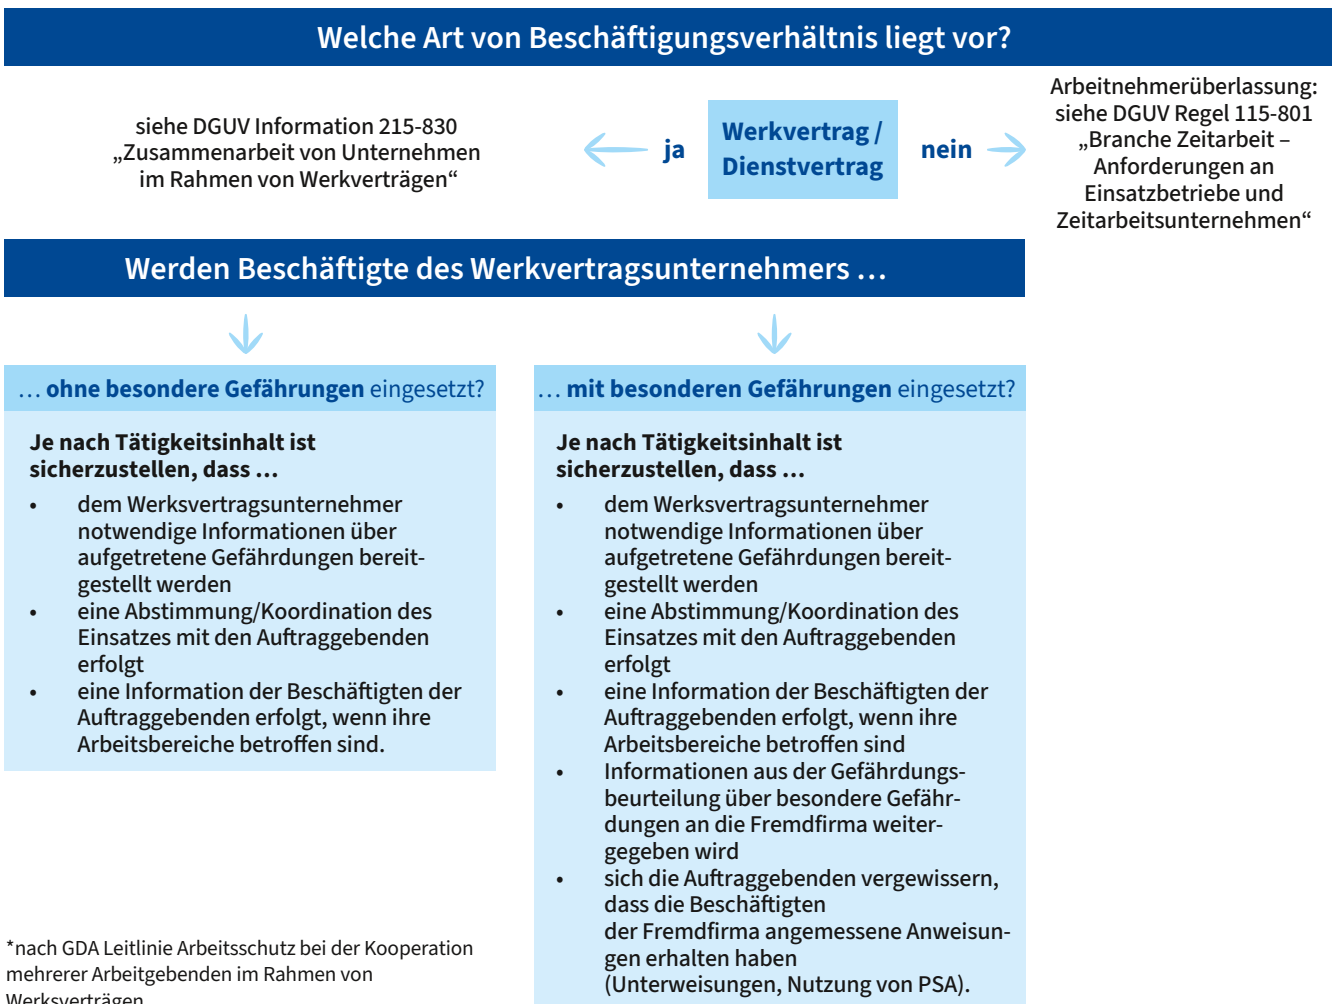 Welche Art von Beschäftigungsverhältnis liegt vor?
siehe DGUV Information 215-830
„Zusammenarbeit von Unternehmen
im Rahmen von Werkverträgen“
ja
Werkvertrag /
Dienstvertrag
nein
Arbeitnehmerüberlassung:
siehe DGUV Regel 115-801
„Branche Zeitarbeit –
Anforderungen an
Einsatzbetriebe und
Zeitarbeitsunternehmen“
Werden Beschäftigte des Werkvertragsunternehmers …
… ohne besondere Gefährdungen eingesetzt?
Je nach Tätigkeitsinhalt ist
sicherzustellen, dass …
• dem Werksvertragsunternehmer
notwendige Informationen über
aufgetretene Gefährdungen bereit-
gestellt werden
• eine Abstimmung/Koordination des
Einsatzes mit den Auftraggebenden
erfolgt
• eine Information der Beschäftigten der
Auftraggebenden erfolgt, wenn ihre
Arbeitsbereiche betroffen sind.
… mit besonderen Gefährdungen eingesetzt?
Je nach Tätigkeitsinhalt ist
sicherzustellen, dass …
• dem Werksvertragsunternehmer
notwendige Informationen über
aufgetretene Gefährdungen bereit-
gestellt werden
• eine Abstimmung/Koordination des
Einsatzes mit den Auftraggebenden
erfolgt
• eine Information der Beschäftigten der
Auftraggebenden erfolgt, wenn ihre
Arbeitsbereiche betroffen sind
• Informationen aus der Gefährdungs-
beurteilung über besondere Gefähr-
dungen an die Fremdfirma weiter-
gegeben wird
• sich die Auftraggebenden vergewissern,
dass die Beschäftigten
der Fremdfirma angemessene Anweisun-
gen erhalten haben
(Unterweisungen, Nutzung von PSA).
*nach GDA Leitlinie Arbeitsschutz bei der Kooperation
mehrerer Arbeitgebenden im Rahmen von
Werksverträgen